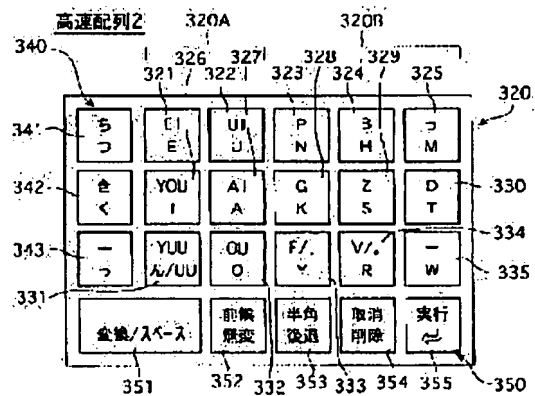 高速配列2
320A
320B
340
326
327
328
329
321
322
323
324
325
320
341
ち
つ
EI
E
UI
U
P
N
B
H
っ
M
342
き
く
YOU
I
AI
A
G
K
Z
S
D
T
330
343
ー
っ
YUU
ん/UU
OU
O
F/、
Y
V/。
R
ー
W
334
335
331
変換/スペース
前候
無変
半角
後退
取消
削除
実行
351
352
332
353
333
354
355
350